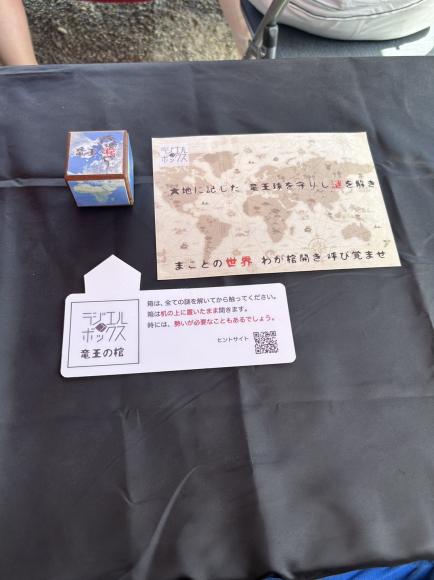 竜王の棺
ラジエル
ボックス
大地に記した 竜王球を守りし謎を解き
まことの世界 わが棺開き 呼び覚ませ
ラジエル
ボックス
竜王の棺
箱は、全ての謎を解いてから触ってください。
箱は机の上に置いたまま開きます。
時には、勢いが必要なこともあるでしょう。
ヒントサイト